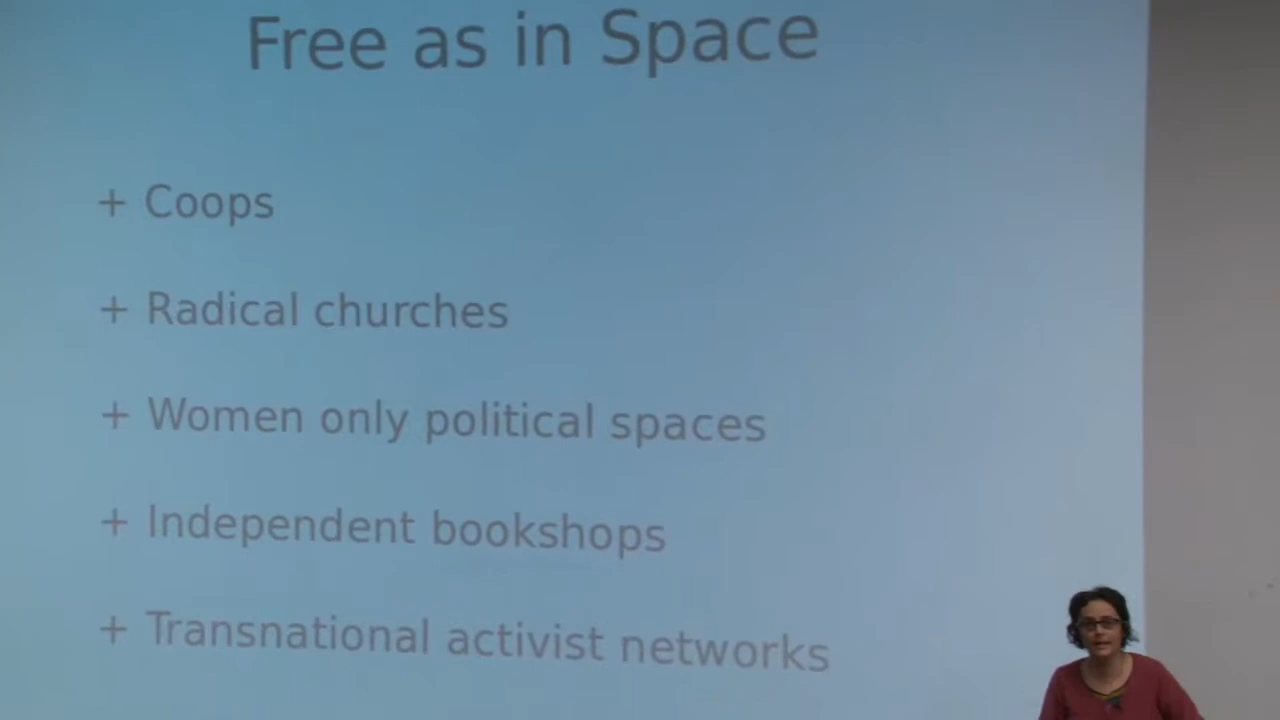 Free as in Space
+ Coops
+ Radical churches
+ Women only political spaces
+ Independent bookshops
+ Transnational activist networks